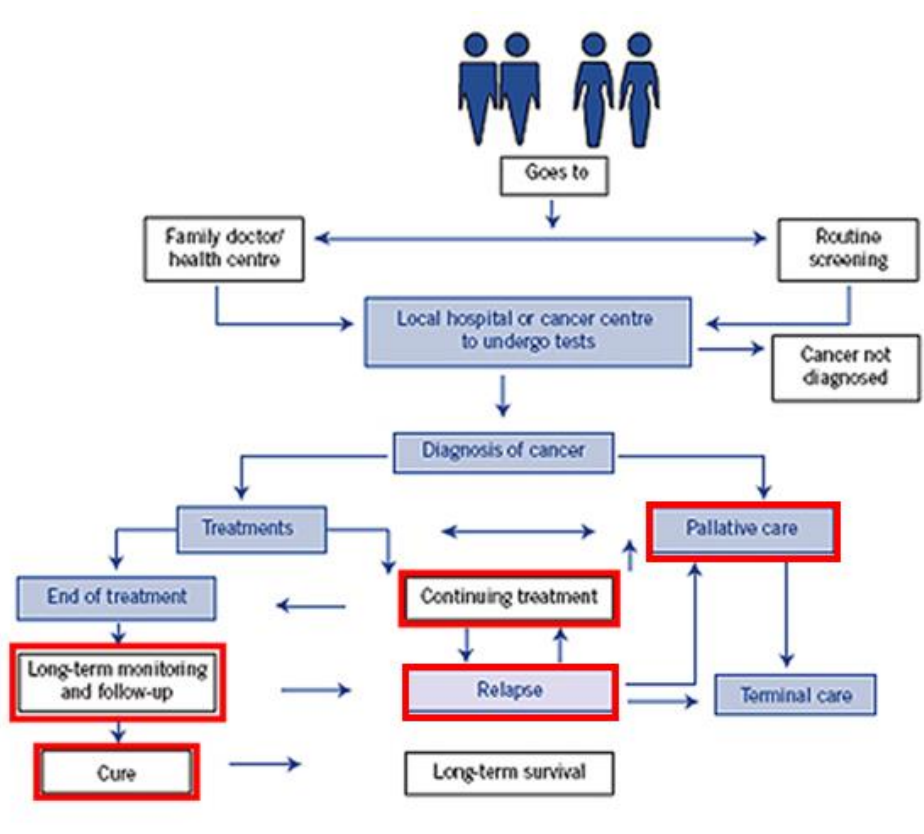 Goes to
Family doctor/
health centre
Routine
screening
Local hospital or cancer centre
to undergo tests
Cancer not
diagnosed
Diagnosis of cancer
Treatments
Pallative care
End of treatment
Continuing treatment
Long-term monitoring
and follow-up
Relapse
Terminal care
Cure
Long-term survival